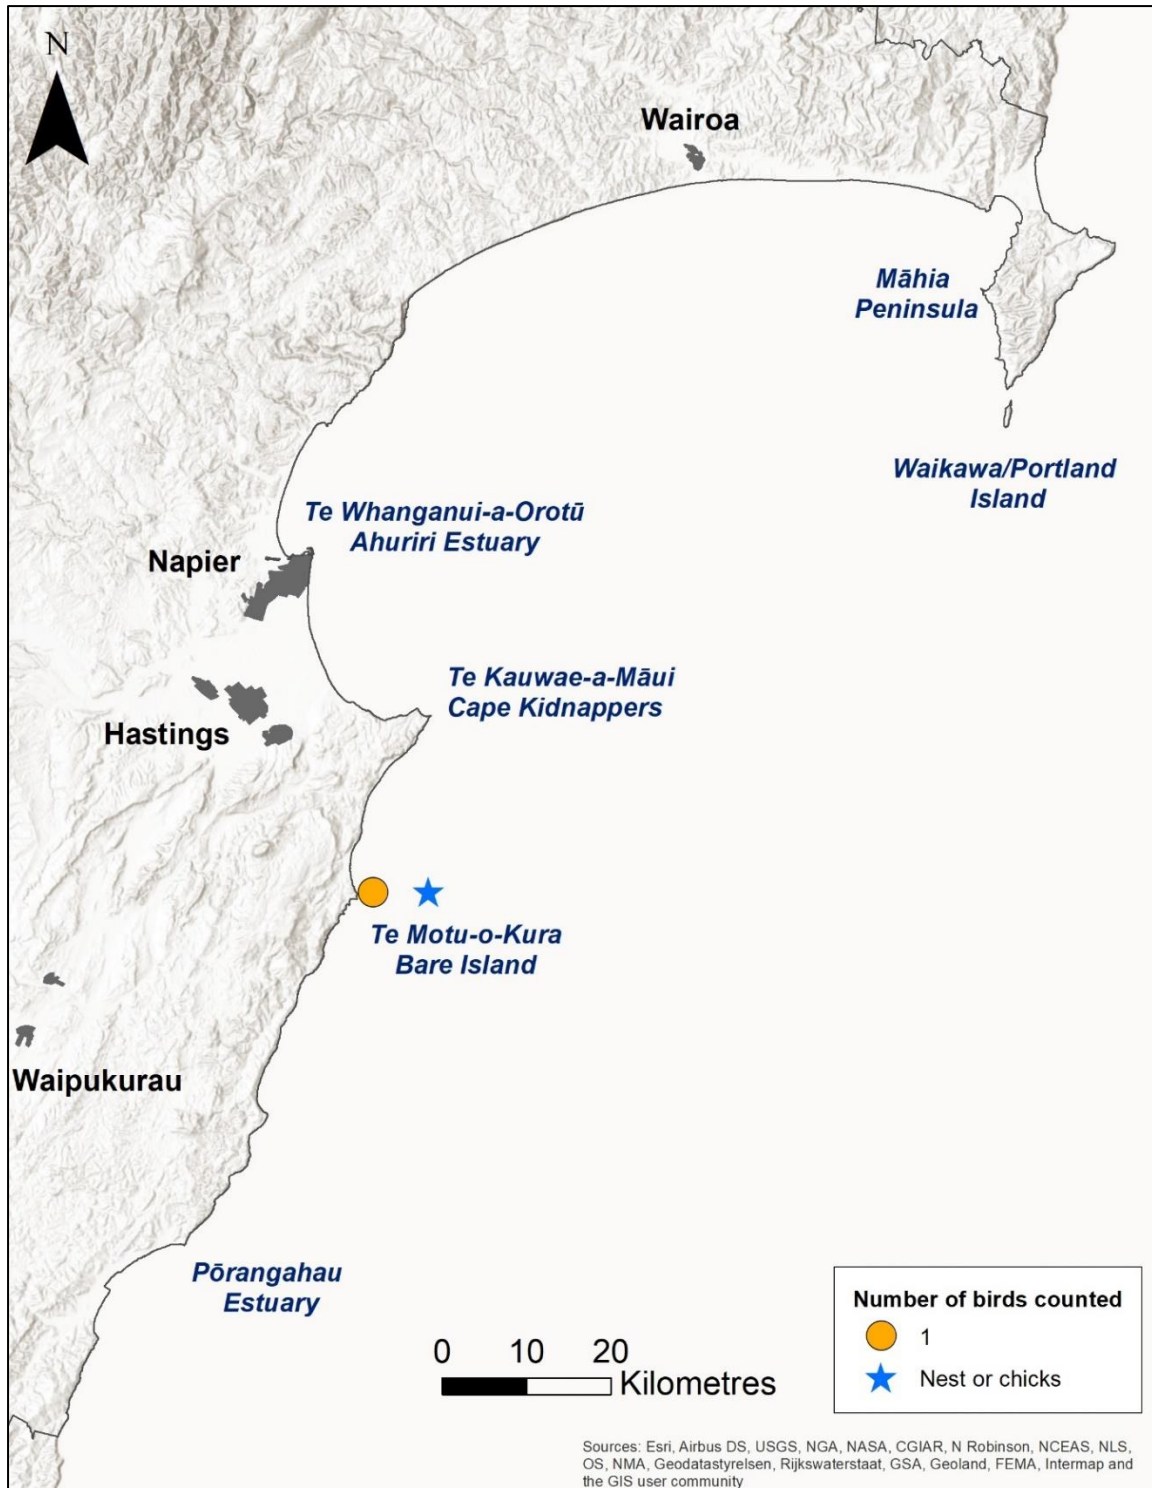 N
Wairoa
Māhia
Peninsula
Waikawa/Portland
Island
Te Whanganui-a-Orotū
Ahuriri Estuary
Napier
Te Kauwae-a-Māui
Cape Kidnappers
Hastings
Te Motu-o-Kura
Bare Island
Waipukurau
Pōrangahau
Estuary
0 10 20
Kilometres
Number of birds counted
1
Nest or chicks
Sources: Esri, Airbus DS, USGS, NGA, NASA, CGIAR, N Robinson, NCEAS, NLS,
OS, NMA, Geodatastyrelsen, Rijkswaterstaat, GSA, Geoland, FEMA, Intermap and
the GIS user community